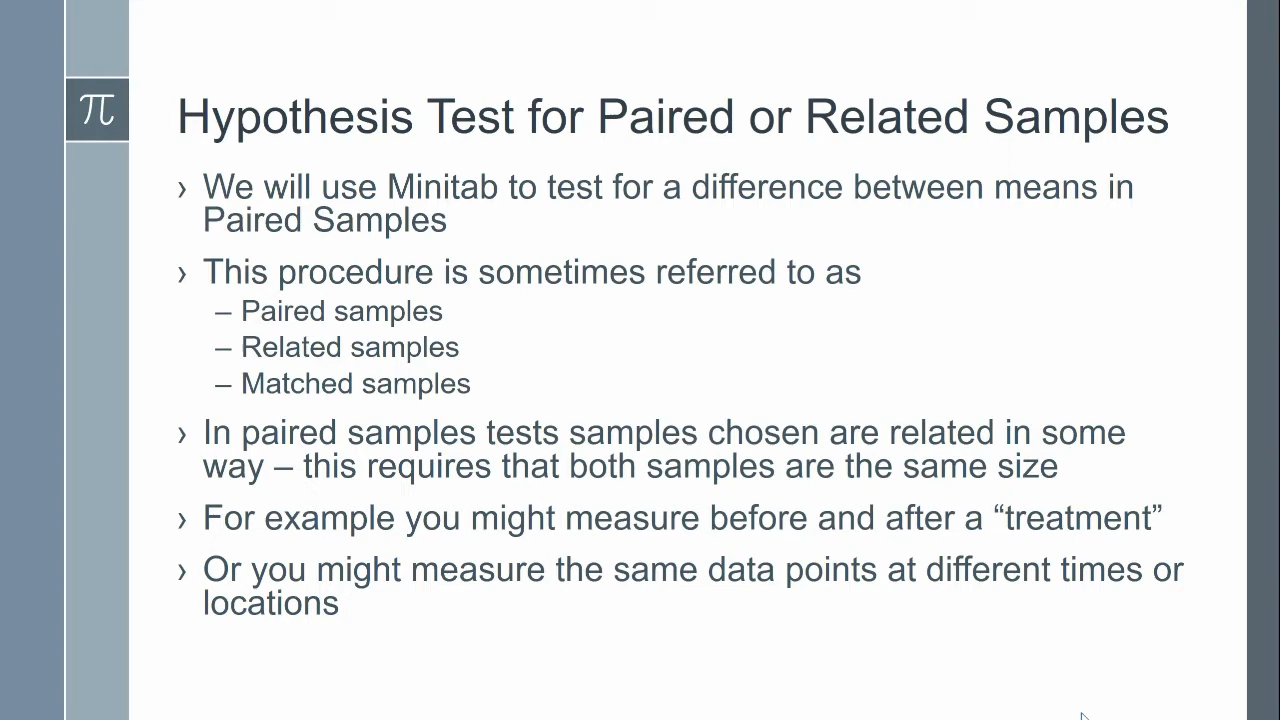 π
Hypothesis Test for Paired or Related Samples
› We will use Minitab to test for a difference between means in
Paired Samples
› This procedure is sometimes referred to as
– Paired samples
– Related samples
– Matched samples
› In paired samples tests samples chosen are related in some
way – this requires that both samples are the same size
› For example you might measure before and after a “treatment”
› Or you might measure the same data points at different times or
locations